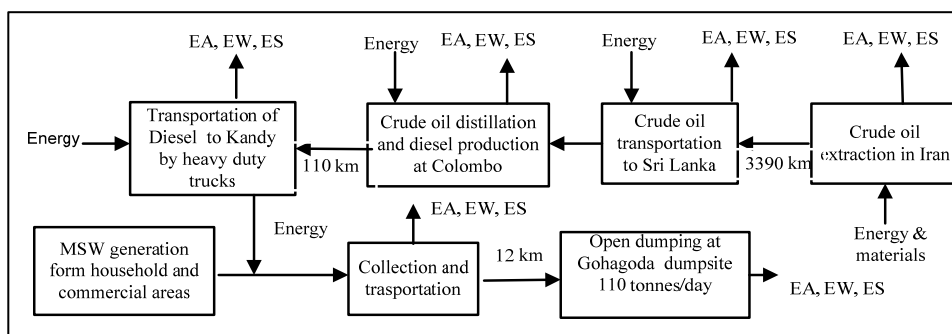 EA, EW, ES
Energy
EA, EW, ES
Energy
EA, EW, ES
EA, EW, ES
Energy
Transportation of
Diesel to Kandy
by heavy duty
trucks
110 km
Crude oil distillation
and diesel production
at Colombo
Crude oil
transportation
to Sri Lanka
3390 km
Crude oil
extraction in Iran
Energy &
materials
MSW generation
form household and
commercial areas
Energy
EA, EW, ES
Collection and
trasportation
12 km
Open dumping at
Gohagoda dumpsite
110 tonnes/day
EA, EW, ES